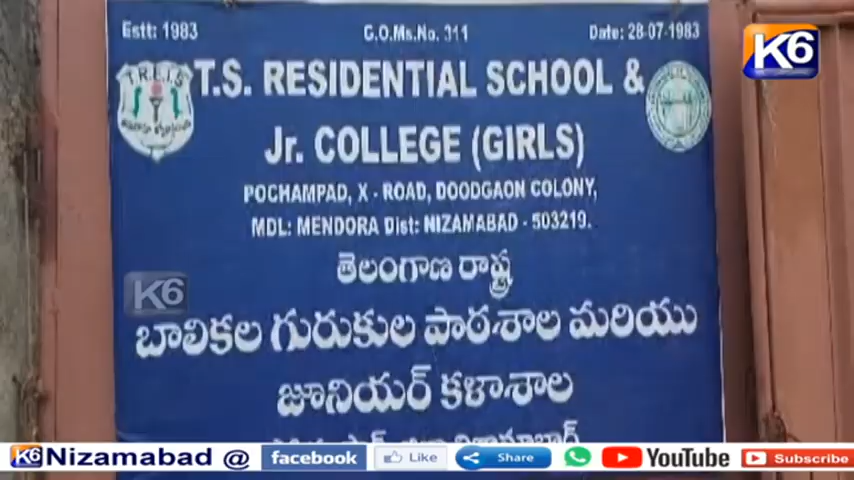 Estt: 1983 G.O.Ms.No. 311 Date: 28-07-1983
K6
T.R.E.I.S
T.S. RESIDENTIAL SCHOOL &
Jr. COLLEGE (GIRLS)
POCHAMPAD, X - ROAD, DOODGAON COLONY,
MDL: MENDORA Dist: NIZAMABAD - 503219.
తెలంగాణ రాష్ట్ర
K6
బాలికల గురుకుల పాఠశాల మరియు
జూనియర్ కళాశాల
K6 Nizamabad @ facebook Like Share YouTube Subscribe